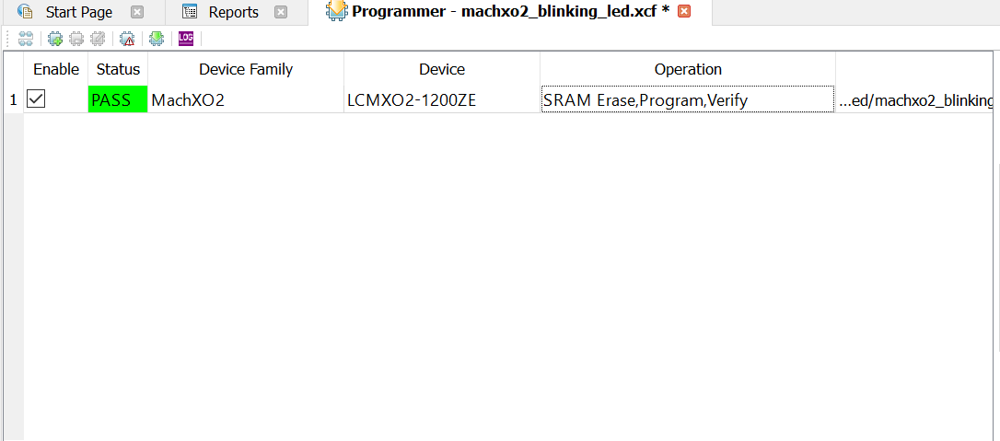 Start Page Reports Programmer - machxo2_blinking_led.xcf *
LOG
Enable Status Device Family Device Operation
1 PASS MachXO2 LCMXO2-1200ZE SRAM Erase,Program,Verify ...ed/machxo2_blinking